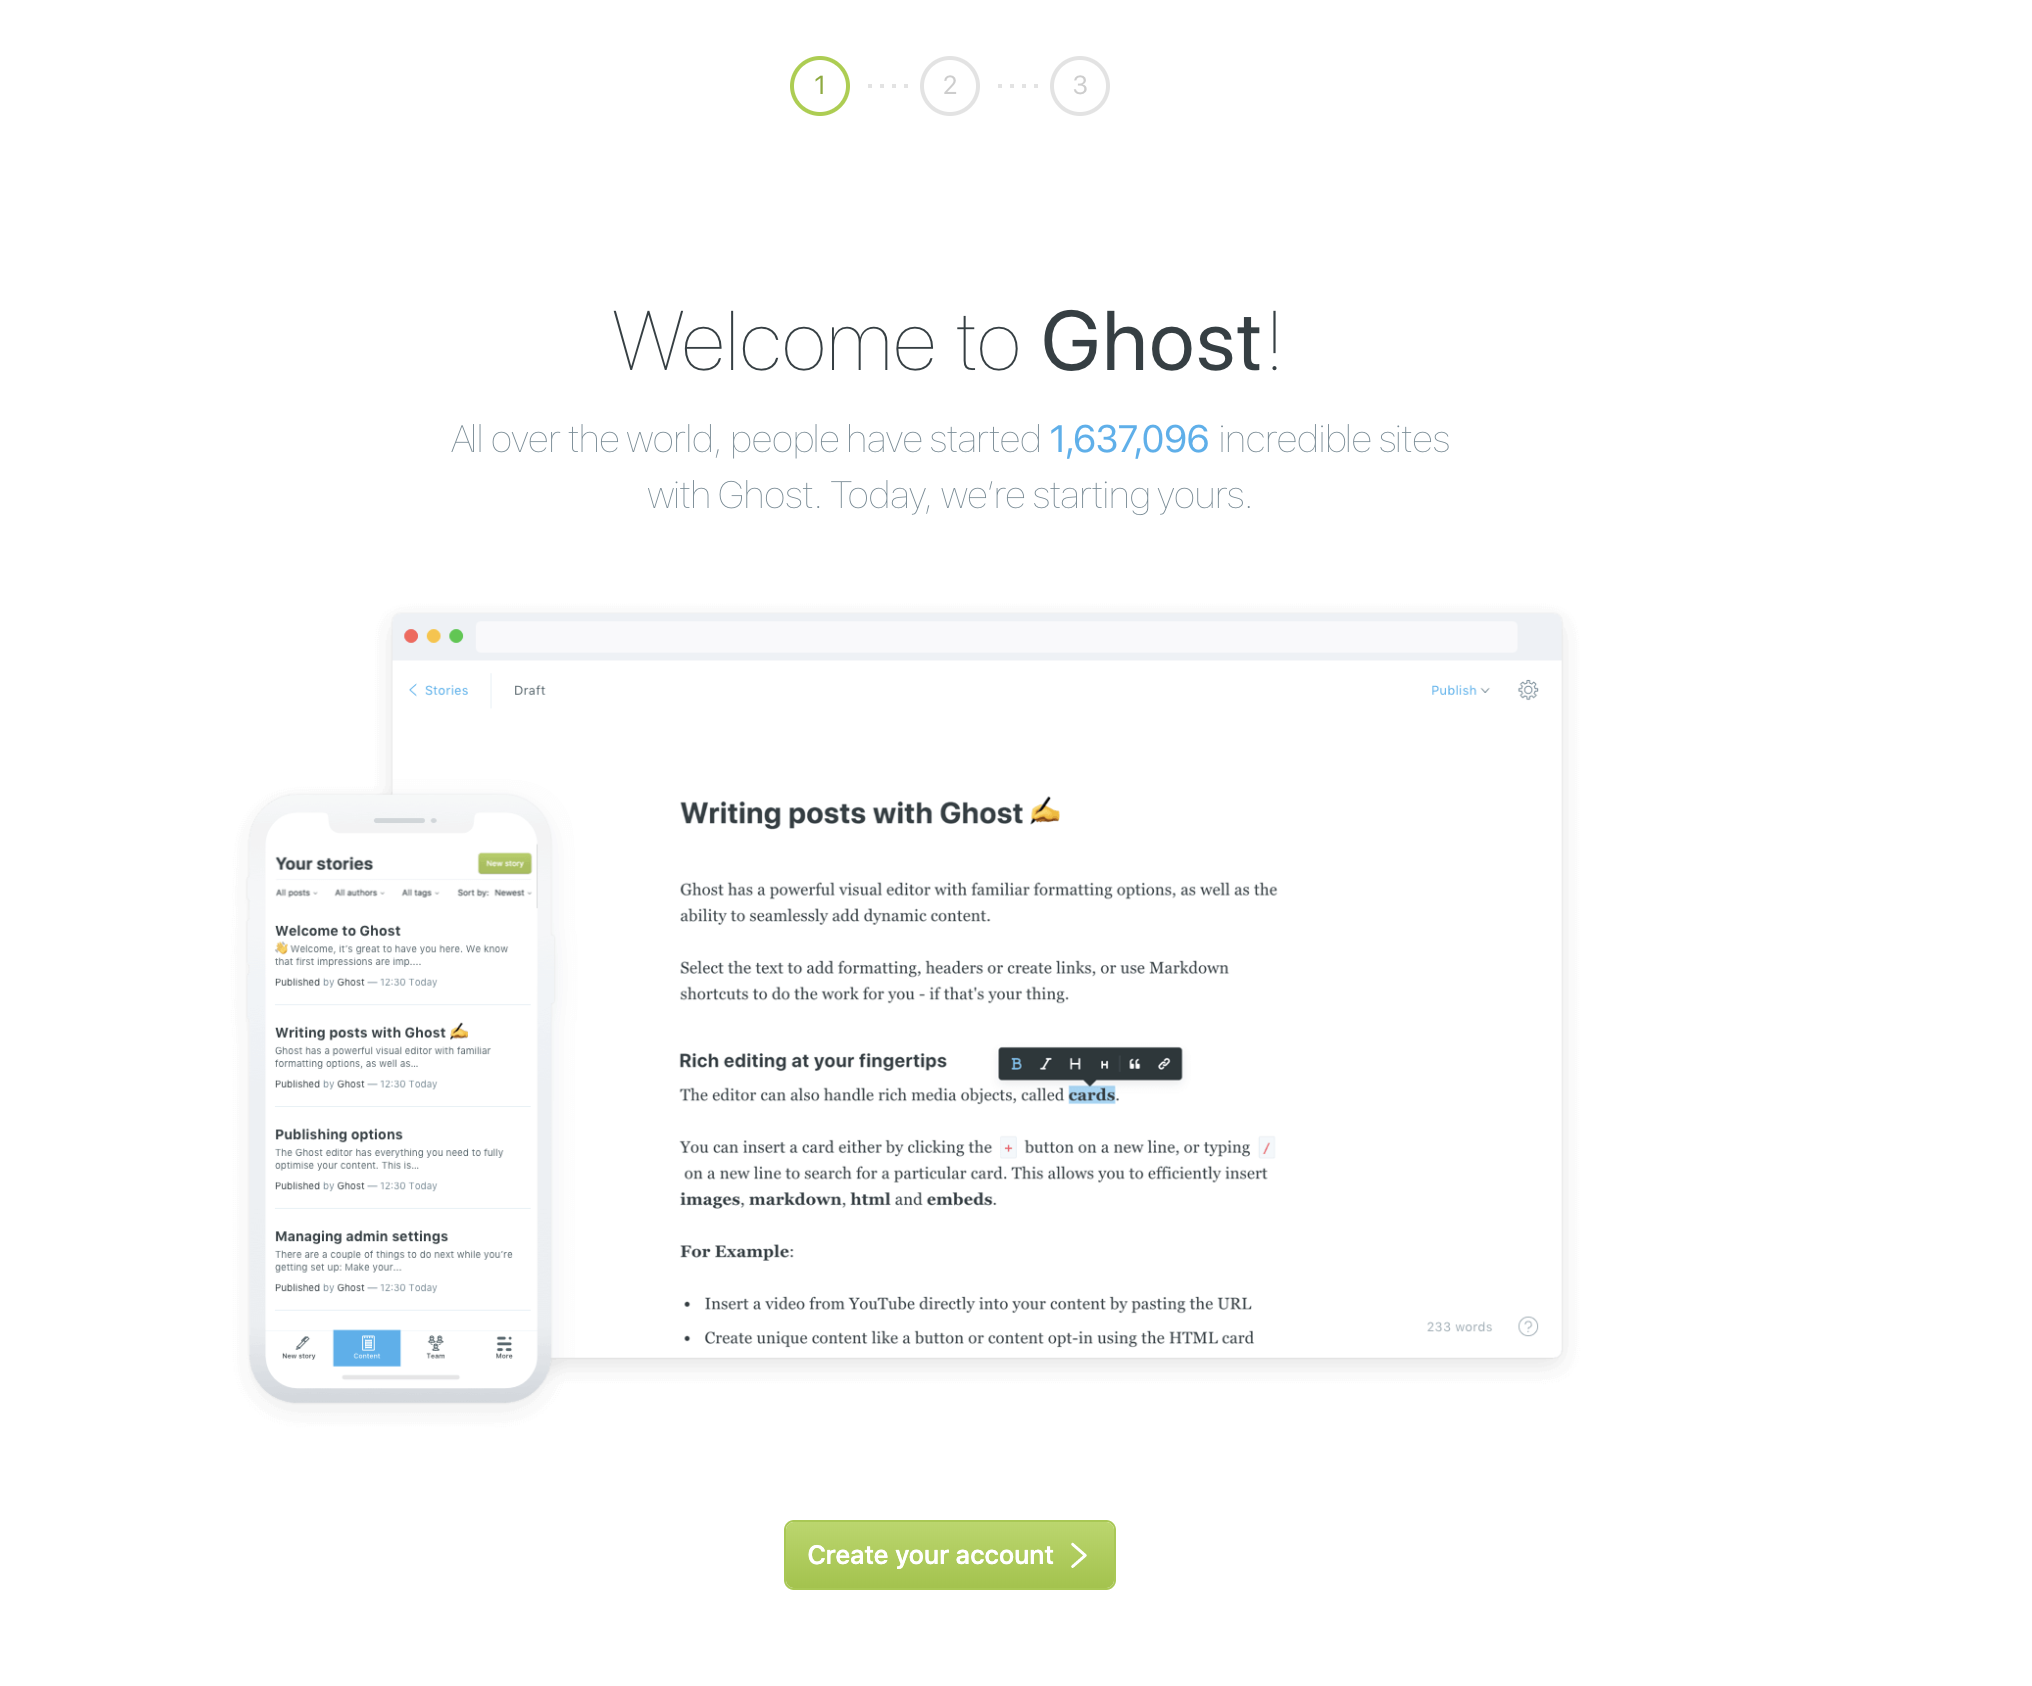 1
2
3
Welcome to Ghost!
All over the world, people have started 1,637,096 incredible sites
with Ghost. Today, we're starting yours.
Stories
Draft
Publish
Writing posts with Ghost ✍️
Ghost has a powerful visual editor with familiar formatting options, as well as the
ability to seamlessly add dynamic content.
Select the text to add formatting, headers or create links, or use Markdown
shortcuts to do the work for you - if that's your thing.
Rich editing at your fingertips
B I H H “ 
The editor can also handle rich media objects, called cards.
You can insert a card either by clicking the + button on a new line, or typing /
on a new line to search for a particular card. This allows you to efficiently insert
images, markdown, html and embeds.
For Example:
• Insert a video from YouTube directly into your content by pasting the URL
• Create unique content like a button or content opt-in using the HTML card
233 words ?
Your stories
New story
All posts All authors All tags Sort by: Newest
Welcome to Ghost
👋 Welcome, it's great to have you here. We know
that first impressions are imp....
Published by Ghost — 12:30 Today
Writing posts with Ghost ✍️
Ghost has a powerful visual editor with familiar
formatting options, as well as...
Published by Ghost — 12:30 Today
Publishing options
The Ghost editor has everything you need to fully
optimise your content. This is...
Published by Ghost — 12:30 Today
Managing admin settings
There are a couple of things to do next while you're
getting set up: Make your...
Published by Ghost — 12:30 Today
New story Content Team More
Create your account